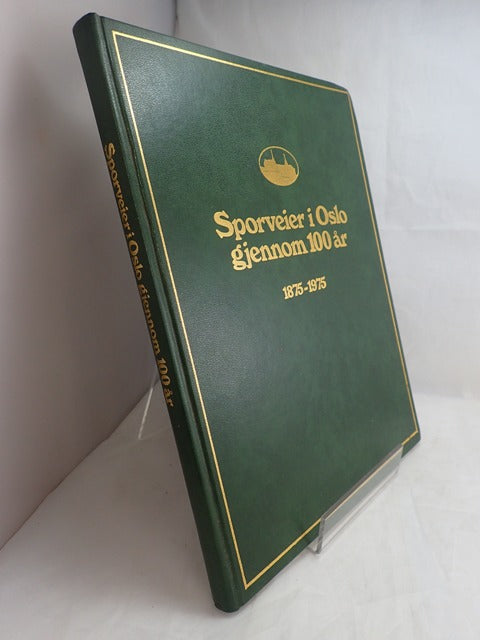 Sporveier i Oslo gjennom 100 år
Sporveier i Oslo
gjennom 100 år
1875-1975